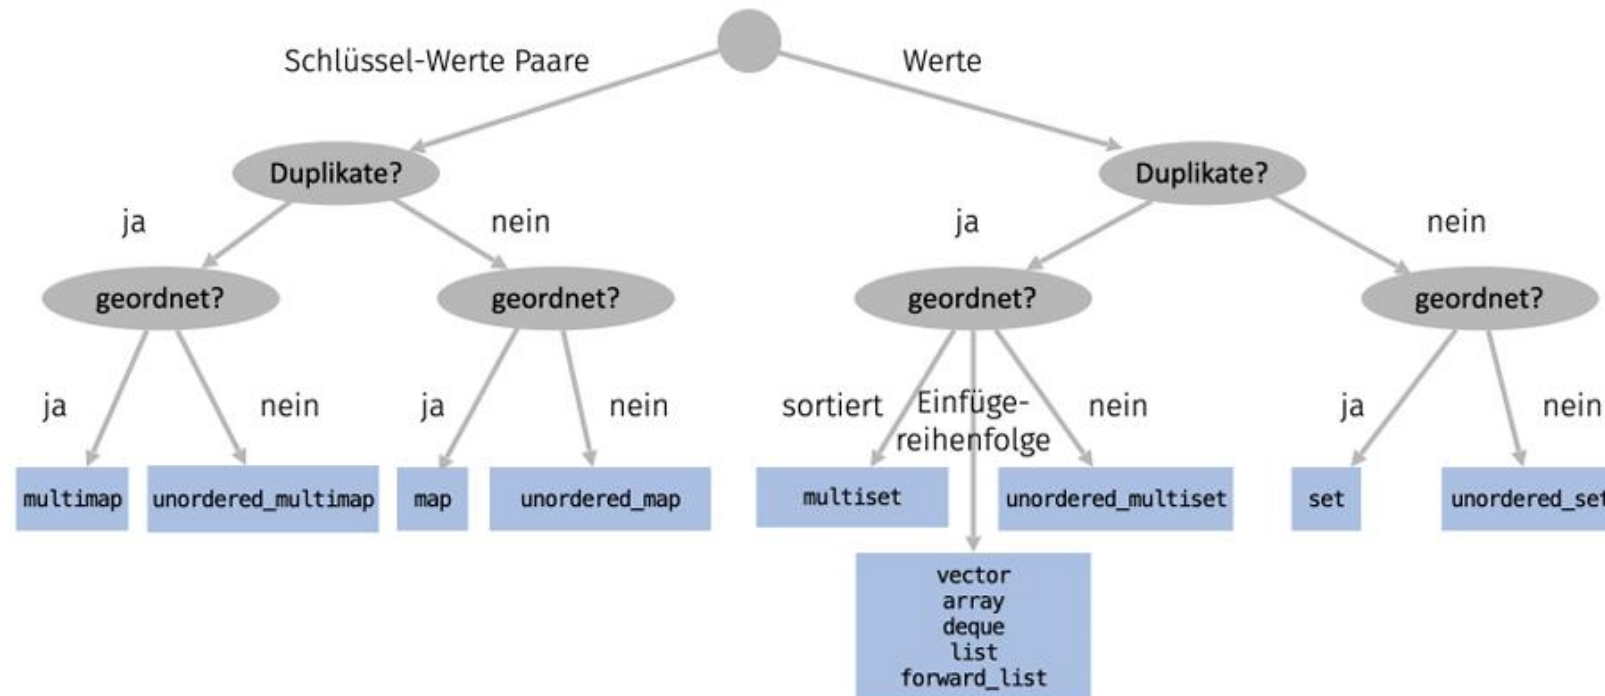 Schlüssel-Werte Paare
Werte
Duplikate?
Duplikate?
ja
nein
ja
nein
geordnet?
geordnet?
geordnet?
geordnet?
ja
nein
ja
nein
sortiert
Einfüge-
reihenfolge
nein
ja
nein
multimap
unordered_multimap
map
unordered_map
multiset
unordered_multiset
set
unordered_set
vector
array
deque
list
forward_list